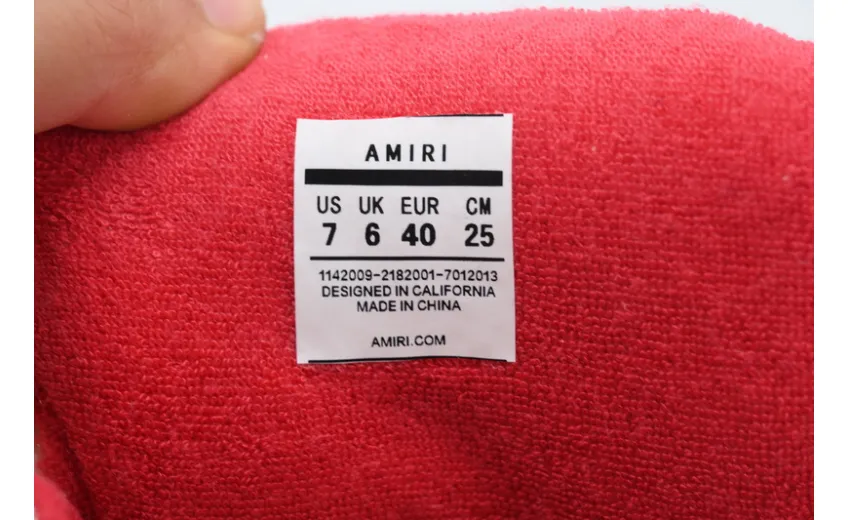 AMIRI
US UK EUR CM
7 6 40 25
1142009-2182001-7012013
DESIGNED IN CALIFORNIA
MADE IN CHINA
AMIRI.COM